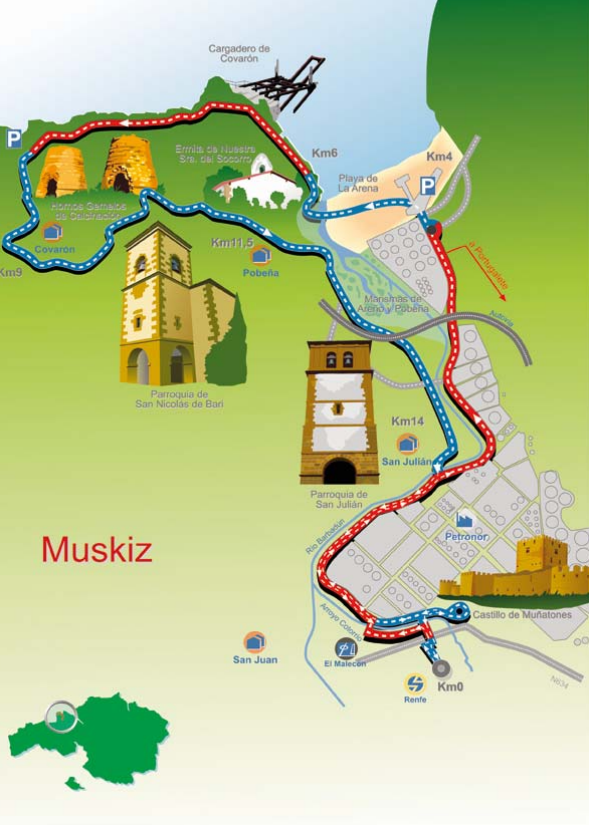 Cargadero de
Covarón
P
Ermita de Nuestra
Sra. del Socorro
Km6
Km4
Playa de
La Arena
P
Hornos Gemelos
de Calcinación
Covarón
Km9
Km11,5
Pobeña
a Portugalete
Marismas de
Areño y Pobeña
Autovía
Parroquia de
San Nicolás de Bari
Km14
San Julián
Parroquia de
San Julián
Río Barbadún
Petronor
Muskiz
Castillo de Muñatones
Arroyo Cotorrio
San Juan
El Malecón
Km0
N634
Renfe